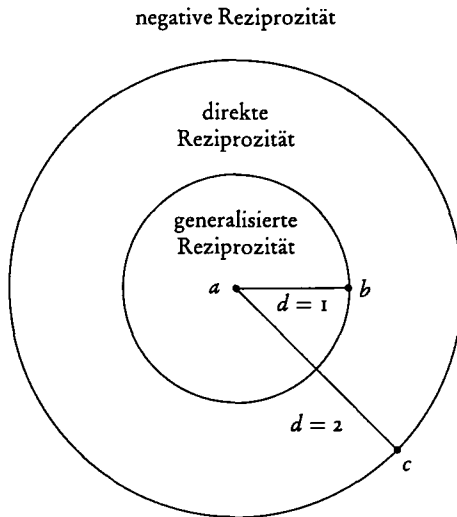 negative Reziprozität
direkte
Reziprozität
generalisierte
Reziprozität
a
b
d = 1
d = 2
c